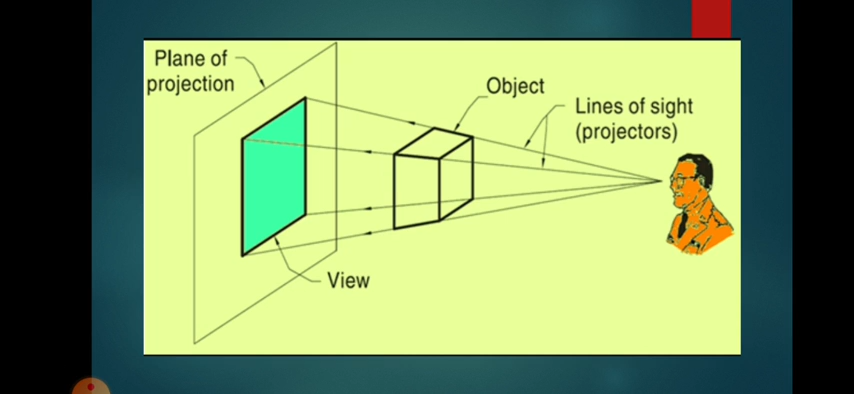 Plane of
projection
Object
Lines of sight
(projectors)
View